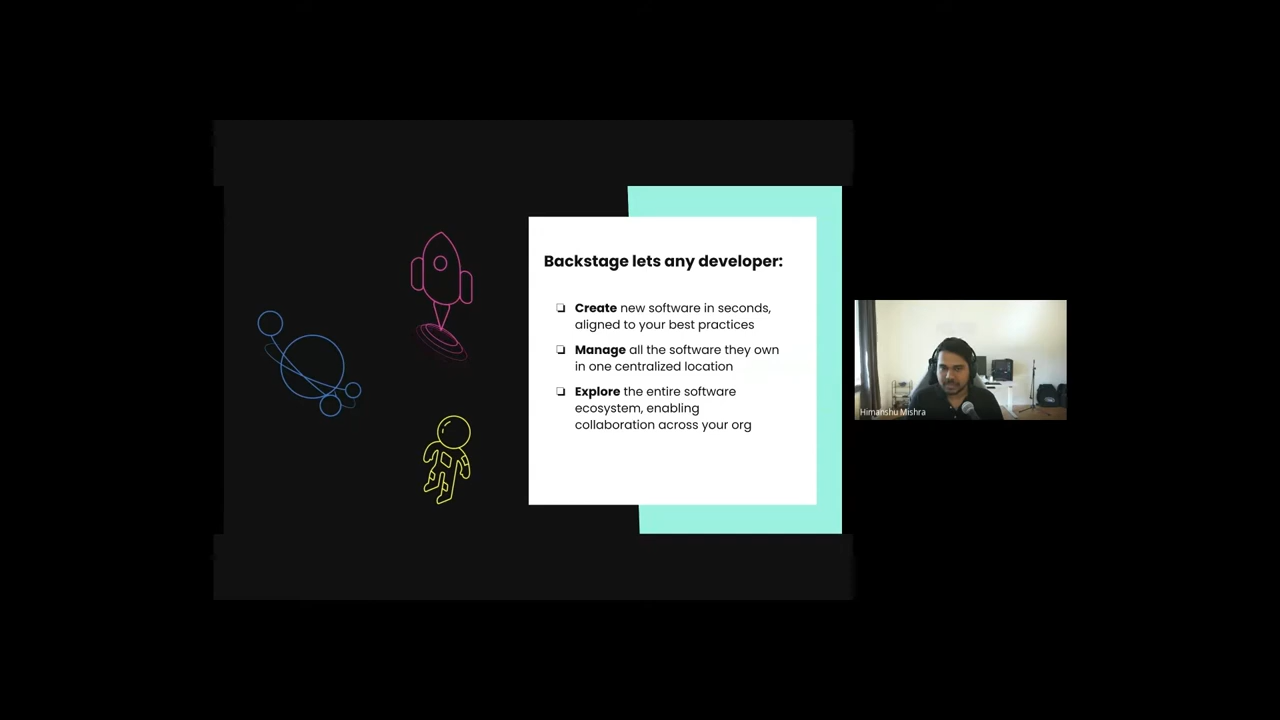 Backstage lets any developer:
Create new software in seconds,
aligned to your best practices
Manage all the software they own
in one centralized location
Explore the entire software
ecosystem, enabling
collaboration across your org
Himanshu Mishra